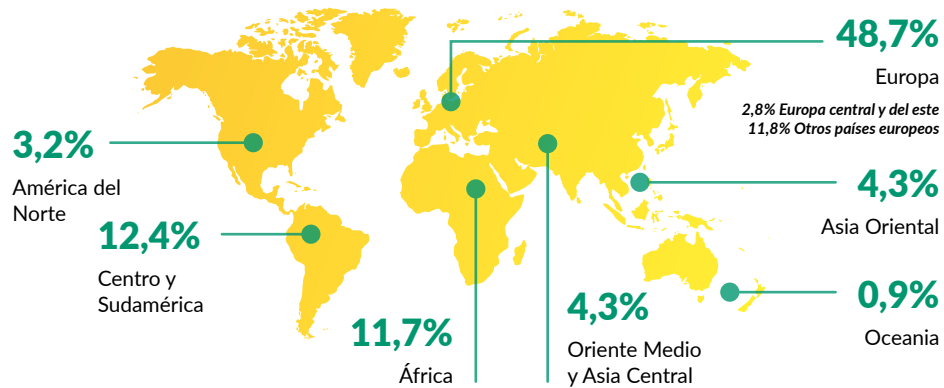 48,7%
Europa
2,8% Europa central y del este
11,8% Otros países europeos
3,2%
América del
Norte
4,3%
Asia Oriental
12,4%
Centro y
Sudamérica
0,9%
Oceania
4,3%
Oriente Medio
y Asia Central
11,7%
África